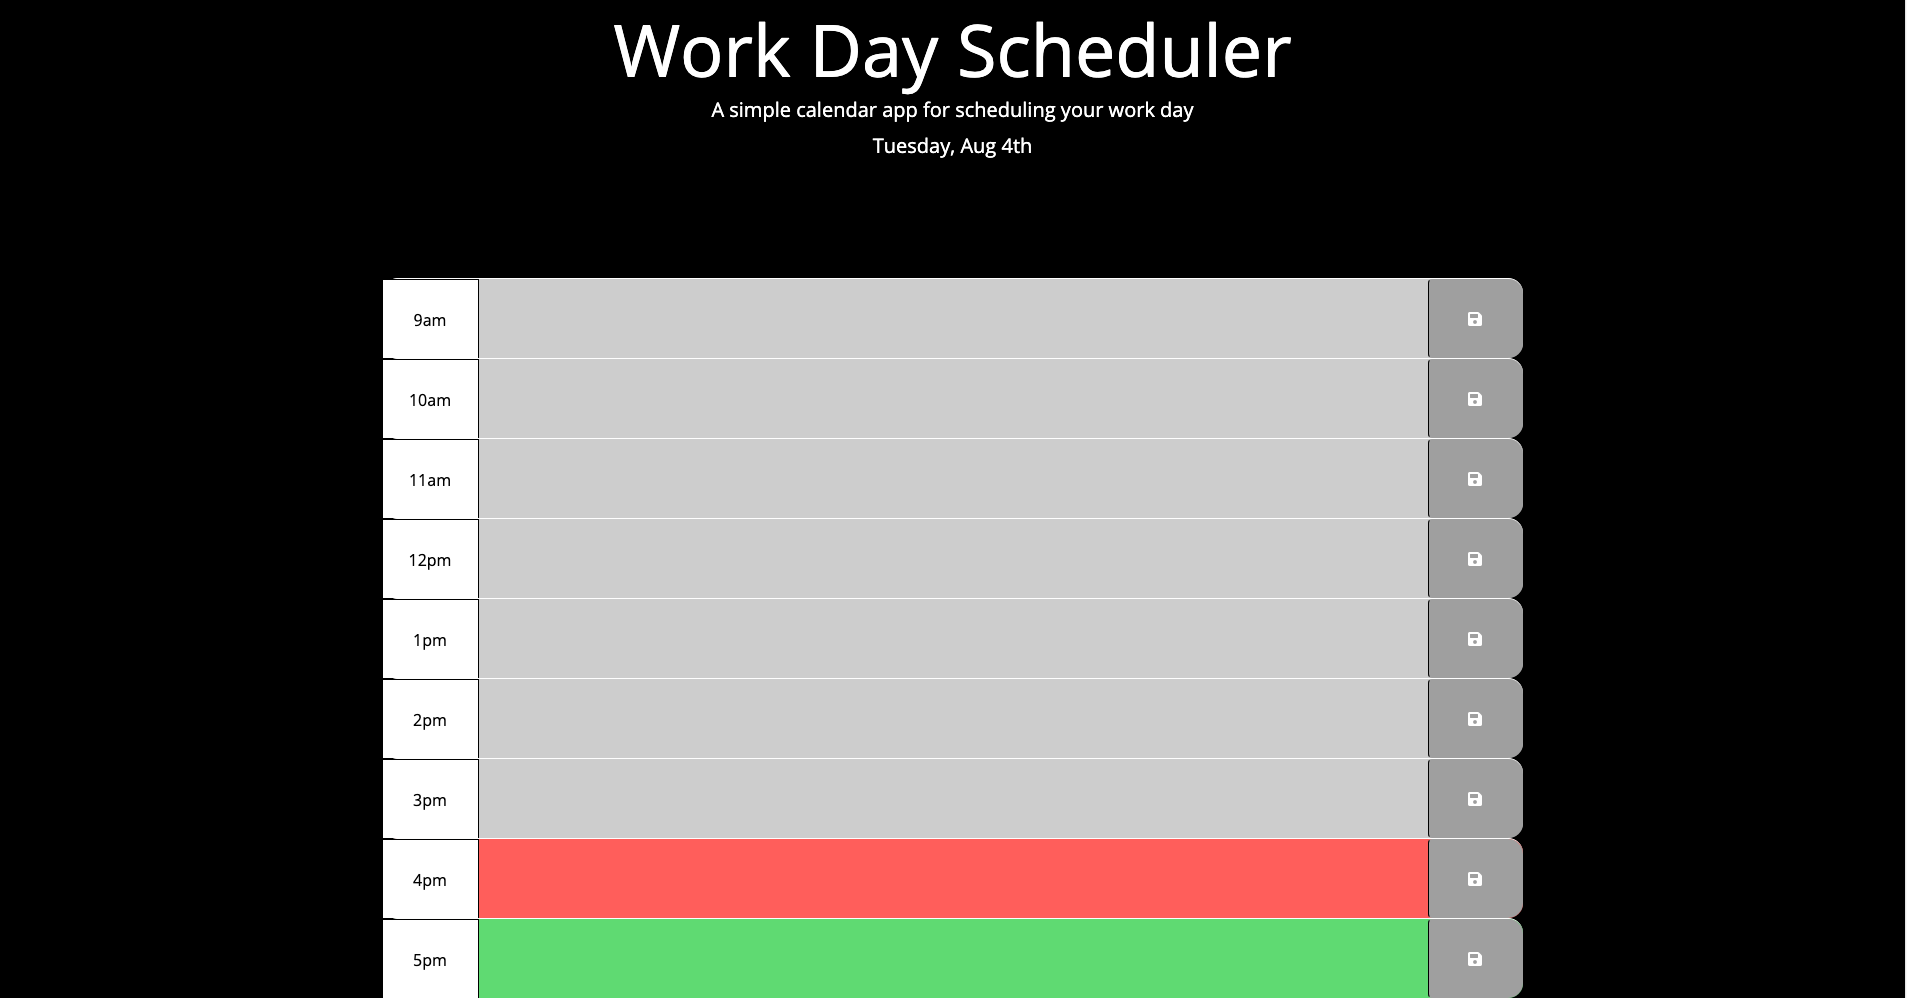 Work Day Scheduler
A simple calendar app for scheduling your work day
Tuesday, Aug 4th
9am
10am
11am
12pm
1pm
2pm
3pm
4pm
5pm